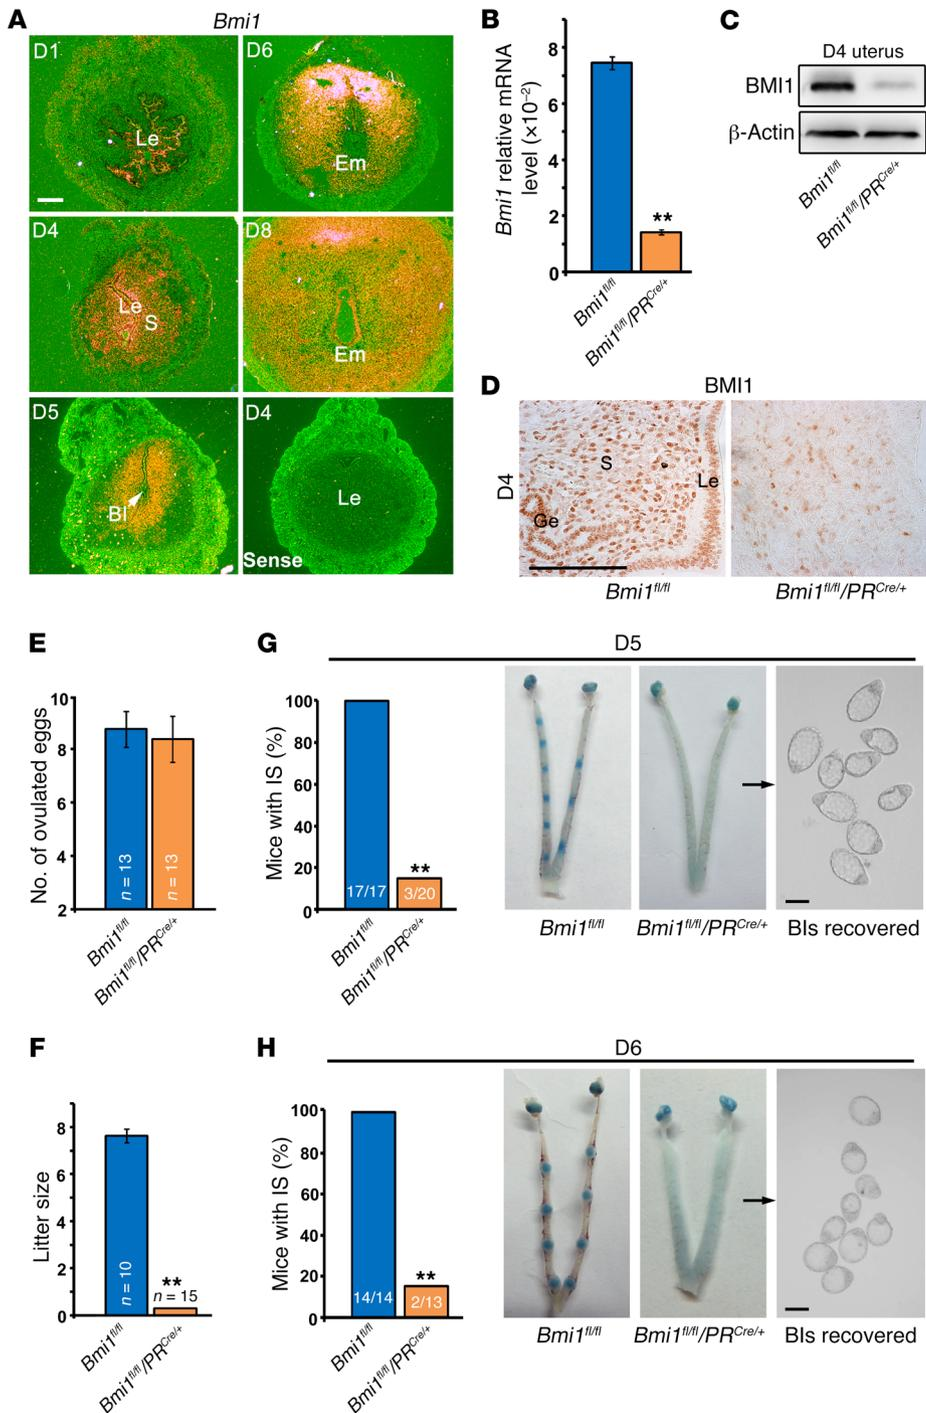 A
Bmi1
D1
Le
D6
Em
D4
Le
S
D8
Em
D5
Bl
D4
Le
Sense
B
Bmi1 relative mRNA
level (×10⁻²)
8
6
4
2
0
**
Bmi1fl/fl
Bmi1fl/fl/PRCre/+
C
D4 uterus
BMI1
β-Actin
Bmi1fl/fl
Bmi1fl/fl/PRCre/+
D
BMI1
D4
S
Le
Ge
Bmi1fl/fl
Bmi1fl/fl/PRCre/+
E
No. of ovulated eggs
10
8
6
4
2
n = 13
n = 13
Bmi1fl/fl
Bmi1fl/fl/PRCre/+
G
D5
Mice with IS (%)
100
80
60
40
20
0
17/17
**
3/20
Bmi1fl/fl
Bmi1fl/fl/PRCre/+
Bmi1fl/fl
Bmi1fl/fl/PRCre/+
Bls recovered
F
Litter size
8
6
4
2
0
n = 10
**
n = 15
Bmi1fl/fl
Bmi1fl/fl/PRCre/+
H
D6
Mice with IS (%)
100
80
60
40
20
0
14/14
**
2/13
Bmi1fl/fl
Bmi1fl/fl/PRCre/+
Bmi1fl/fl
Bmi1fl/fl/PRCre/+
Bls recovered